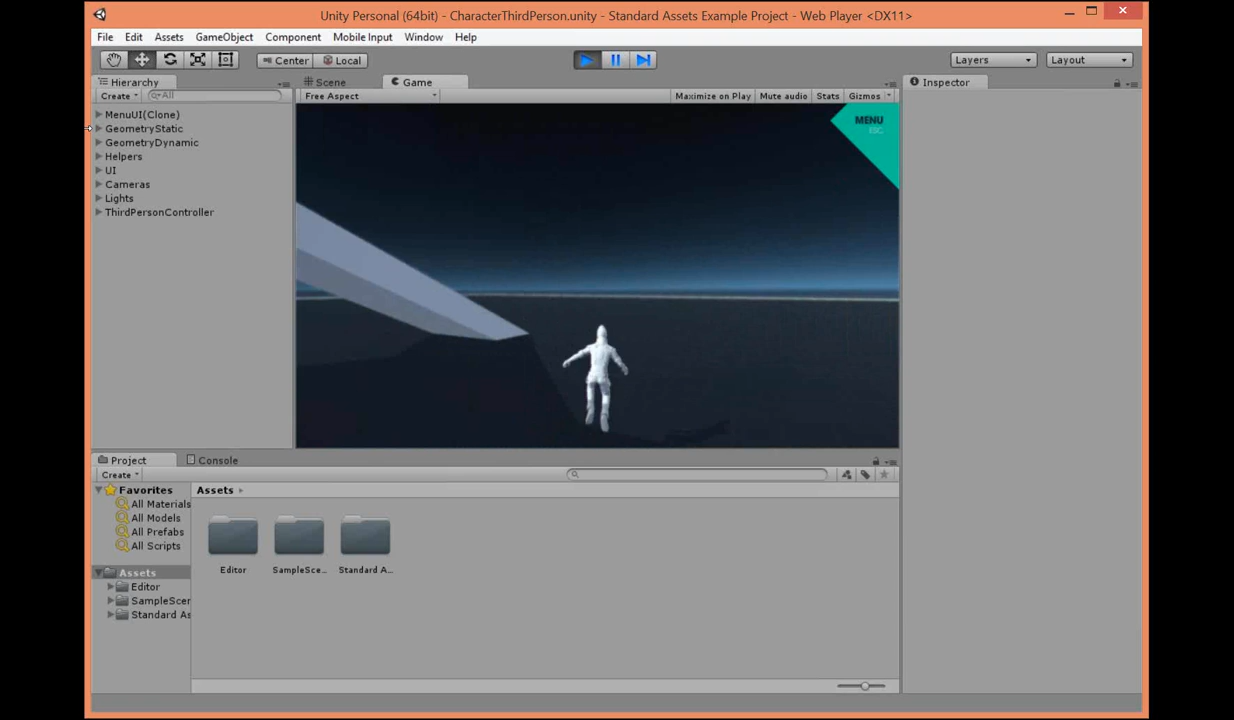 Unity Personal (64bit) - CharacterThirdPerson.unity - Standard Assets Example Project - Web Player <DX11>
File Edit Assets GameObject Component Mobile Input Window Help
Center Local Layers Layout
Hierarchy Scene Game Inspector
Create All Free Aspect Maximize on Play Mute audio Stats Gizmos
MenuUI(Clone)
GeometryStatic
GeometryDynamic
Helpers
UI
Cameras
Lights
ThirdPersonController
MENU
ESC
Project Console
Create
Favorites
All Materials
All Models
All Prefabs
All Scripts
Assets
Editor
SampleScer
Standard As
Assets
Editor SampleSce... Standard A...